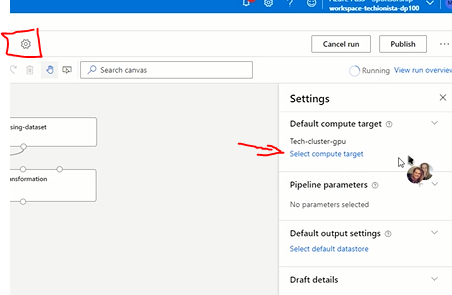 workspace-techionista-dp100
Cancel run
Publish
Search canvas
Running View run overview
Settings
Default compute target
Tech-cluster-gpu
Select compute target
sing-dataset
Pipeline parameters
ansformation
No parameters selected
Default output settings
Select default datastore
Draft details